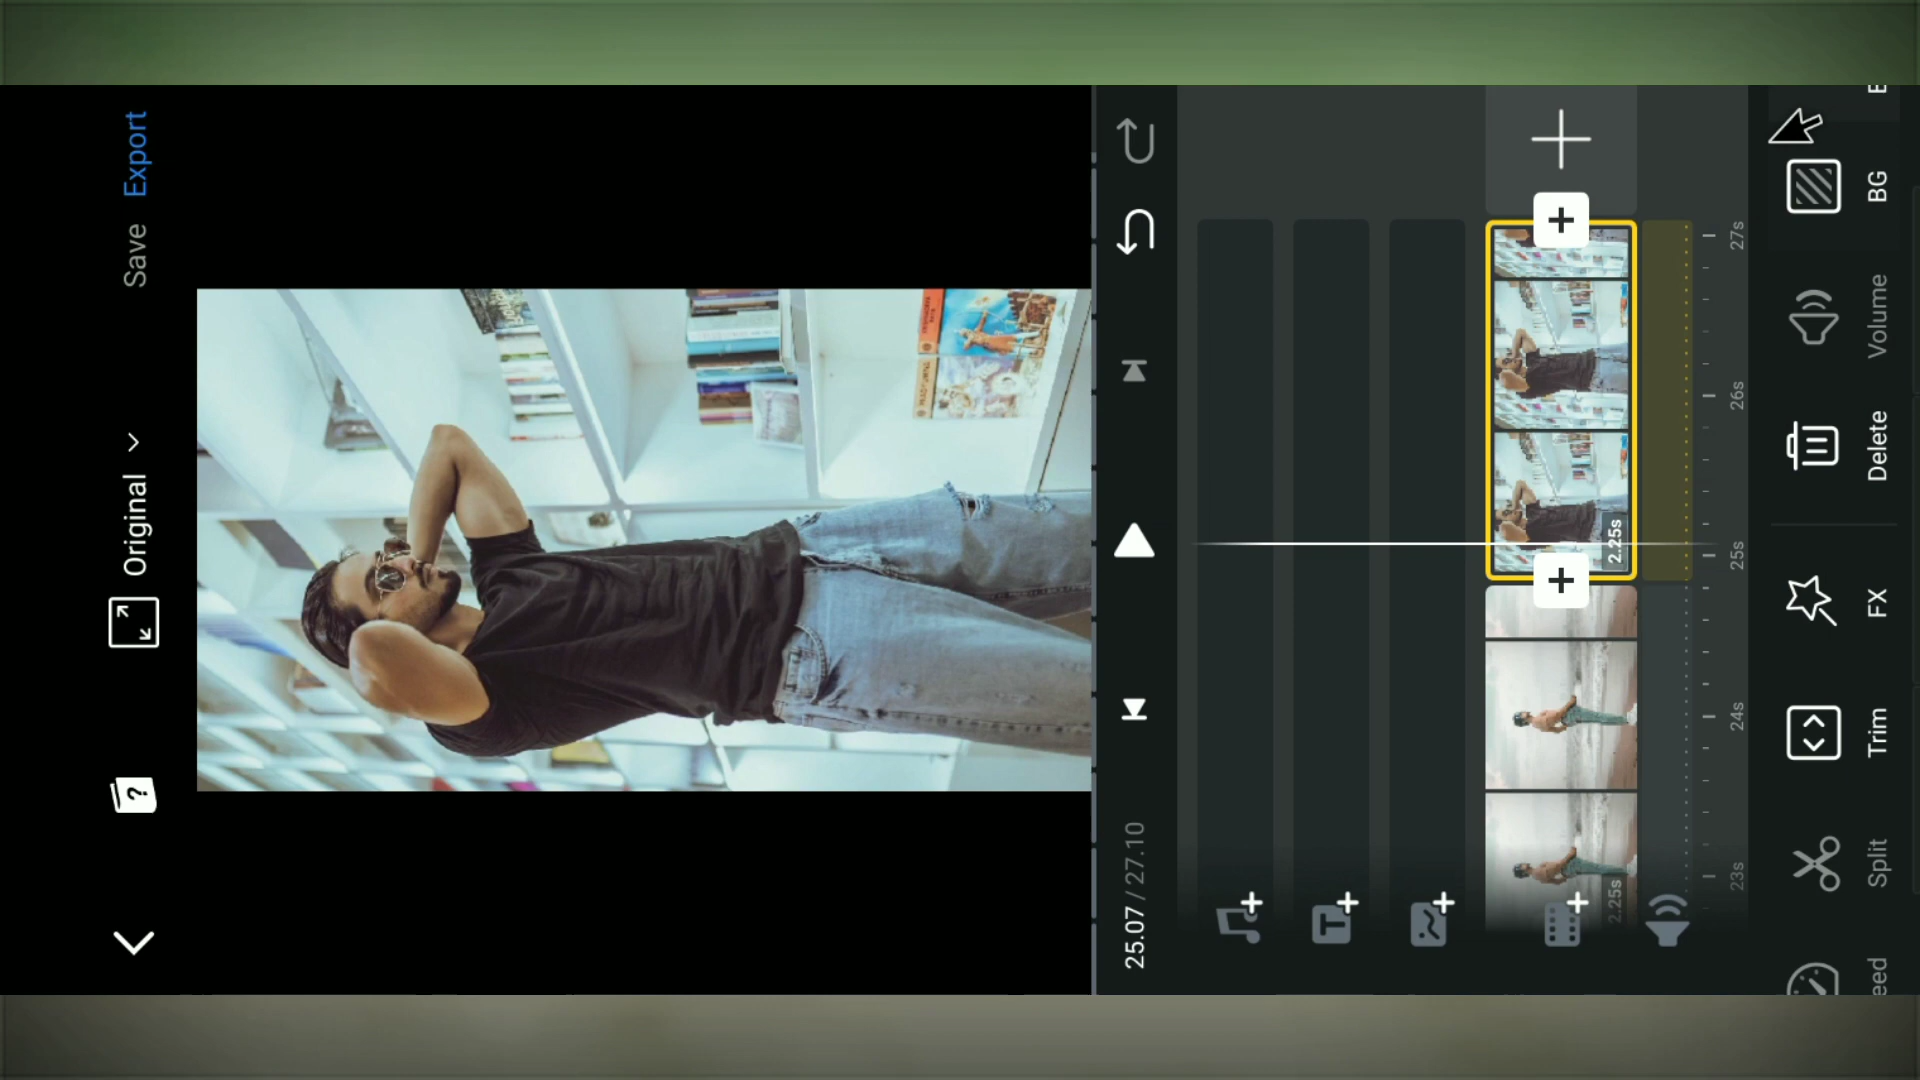 Original
Save
Export
25.07 / 27.10
T
2.25s
2.25s
23s
24s
25s
26s
27s
Split
Trim
FX
Delete
Volume
BG